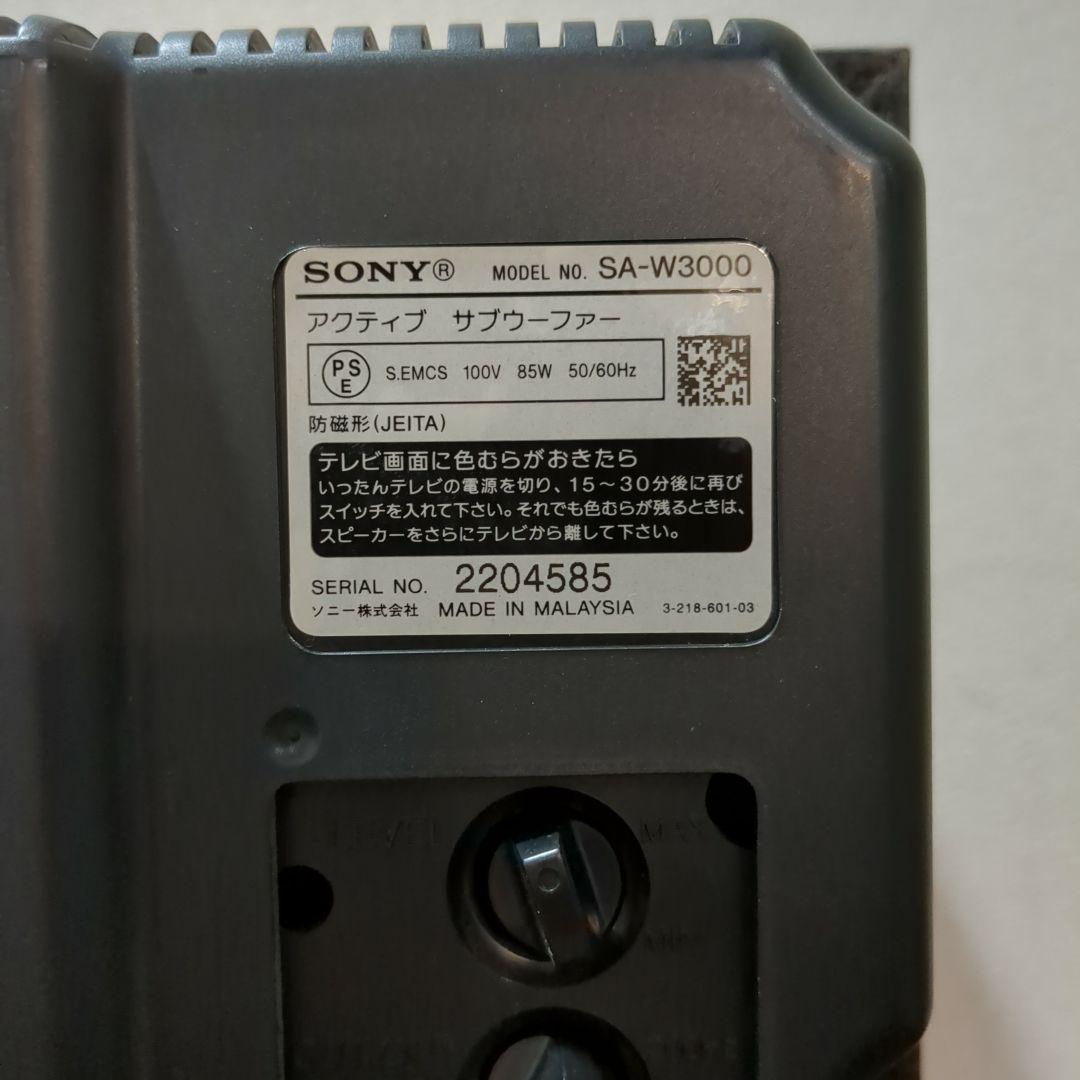 SONY® MODEL NO. SA-W3000
アクティブ サブウーファー
PSE S.EMCS 100V 85W 50/60Hz
防磁形(JEITA)
テレビ画面に色むらがおきたら
いったんテレビの電源を切り、15～30分後に再び
スイッチを入れて下さい。それでも色むらが残るときは、
スピーカーをさらにテレビから離して下さい。
SERIAL NO. 2204585
ソニー株式会社 MADE IN MALAYSIA 3-218-601-03
LEVEL MAX
MIN